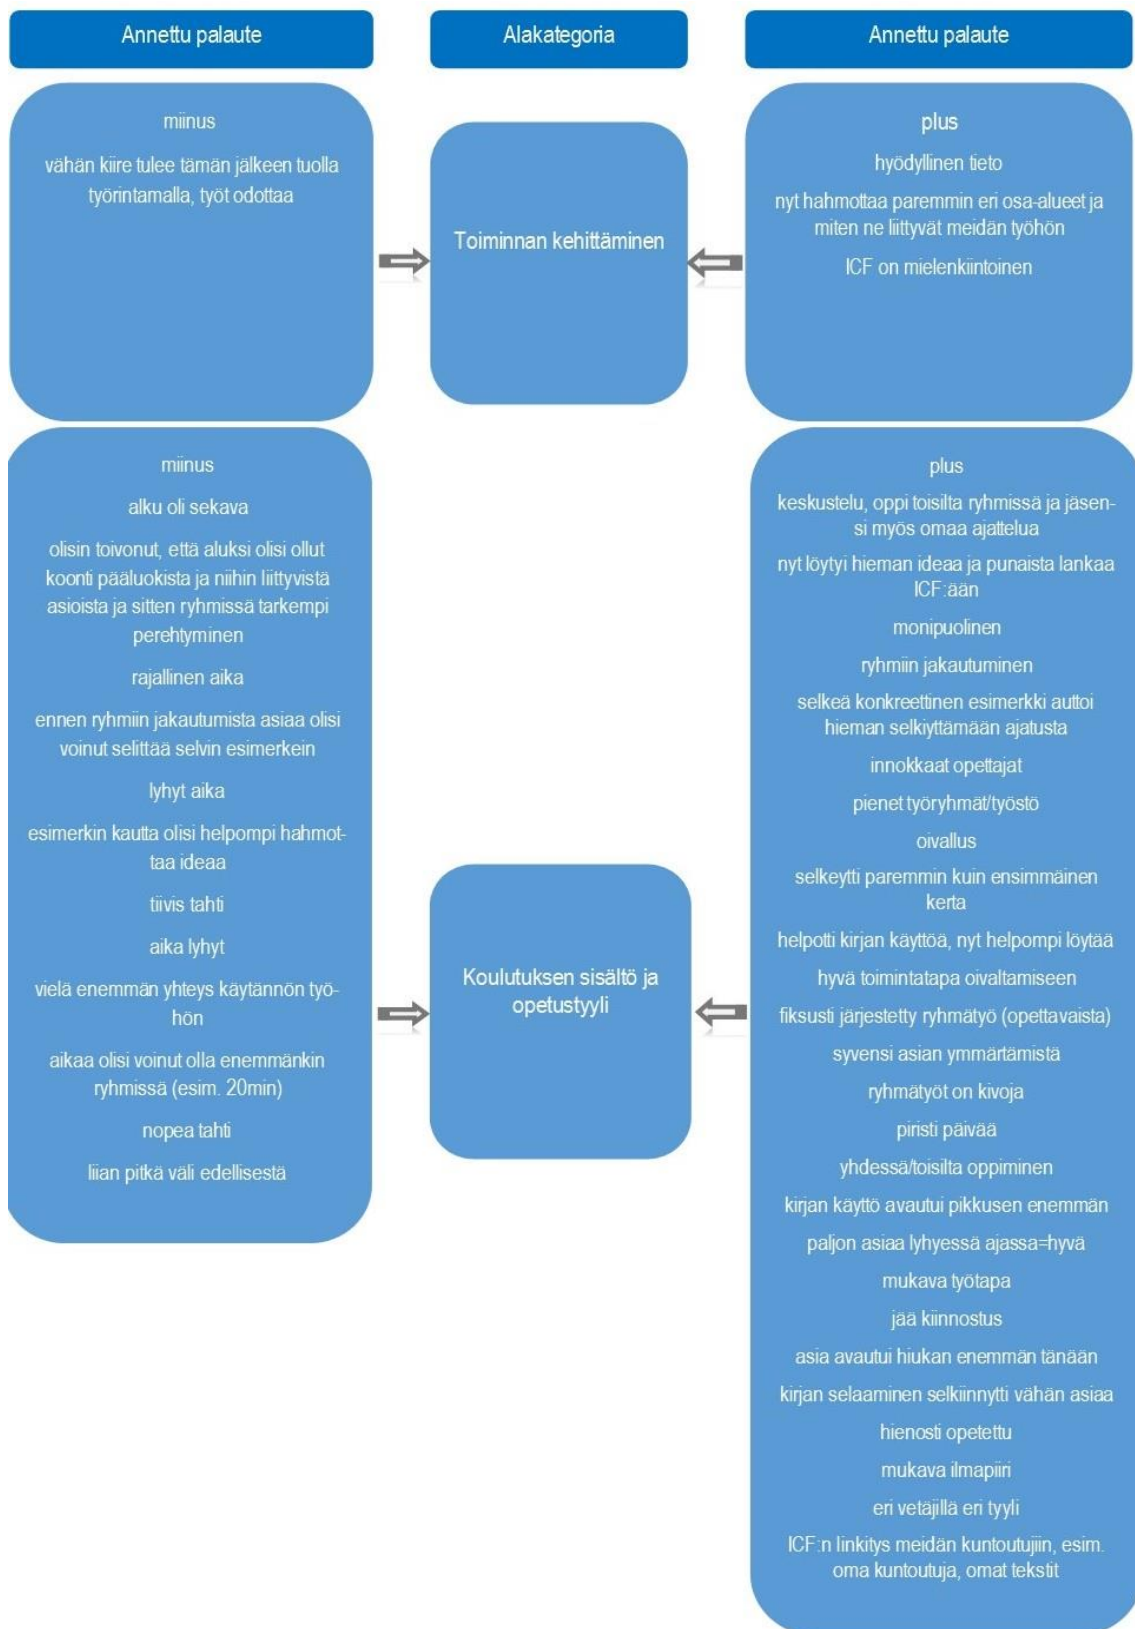 Annettu palaute
Alakategoria
Annettu palaute
miinus
vähän kiire tulee tämän jälkeen tuolla
työrintamalla, työt odottaa
Toiminnan kehittäminen
plus
hyödyllinen tieto
nyt hahmottaa paremmin eri osa-alueet ja
miten ne liittyvät meidän työhön
ICF on mielenkiintoinen
miinus
alku oli sekava
olisin toivonut, että aluksi olisi ollut
koonti pääluokista ja niihin liittyvistä
asioista ja sitten ryhmissä tarkempi
perehtyminen
rajallinen aika
ennen ryhmiin jakautumista asiaa olisi
voinut selittää selvin esimerkein
lyhyt aika
esimerkin kautta olisi helpompi hahmot-
taa ideaa
tiivis tahti
aika lyhyt
vielä enemmän yhteys käytännön työ-
hön
aikaa olisi voinut olla enemmänkin
ryhmissä (esim. 20min)
nopea tahti
liian pitkä väli edellisestä
Koulutuksen sisältö ja
opetustyyli
plus
keskustelu, oppi toisilta ryhmissä ja jäsen-
si myös omaa ajattelua
nyt löytyi hieman ideaa ja punaista lankaa
ICF:ään
monipuolinen
ryhmiin jakautuminen
selkeä konkreettinen esimerkki auttoi
hieman selkiyttämään ajatusta
innokkaat opettajat
pienet työryhmät/työstö
oivallus
selkeytti paremmin kuin ensimmäinen
kerta
helpotti kirjan käyttöä, nyt helpompi löytää
hyvä toimintatapa oivaltamiseen
fiksusti järjestetty ryhmätyö (opettavaista)
syvensi asian ymmärtämistä
ryhmätyöt on kivoja
piristi päivää
yhdessä/toisilta oppiminen
kirjan käyttö avautui pikkusen enemmän
paljon asiaa lyhyessä ajassa=hyvä
mukava työtapa
jää kiinnostus
asia avautui hiukan enemmän tänään
kirjan selaaminen selkiinnytti vähän asiaa
hienosti opetettu
mukava ilmapiiri
eri vetäjillä eri tyyli
ICF:n linkitys meidän kuntoutujiin, esim.
oma kuntoutuja, omat tekstit